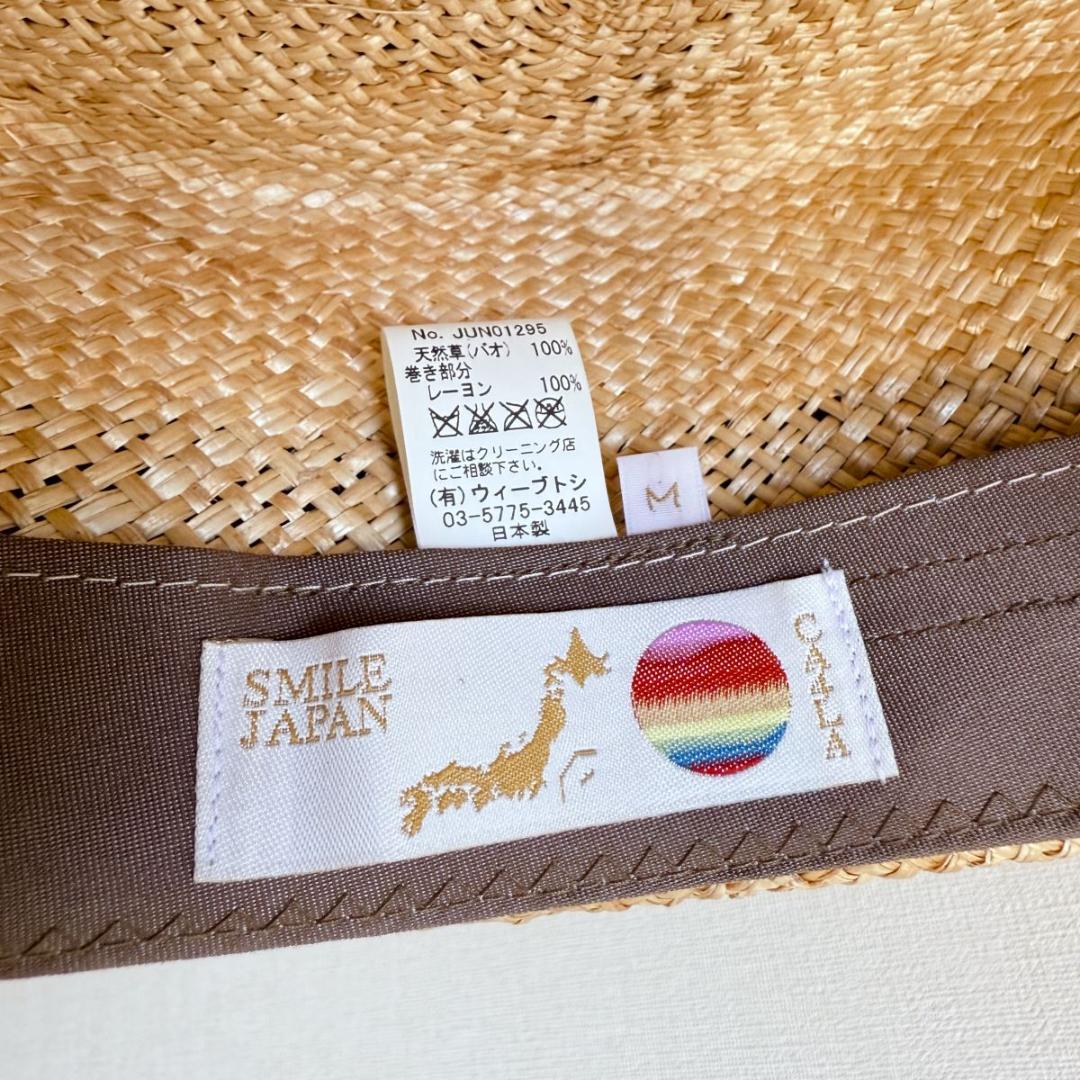 No. JUN01295
天然草(バオ) 100%
巻き部分
レーヨン 100%
洗濯はクリーニング店
にご相談下さい。
(有)ウィーブトシ
03-5775-3445
日本製
M
SMILE
JAPAN
CA4LA